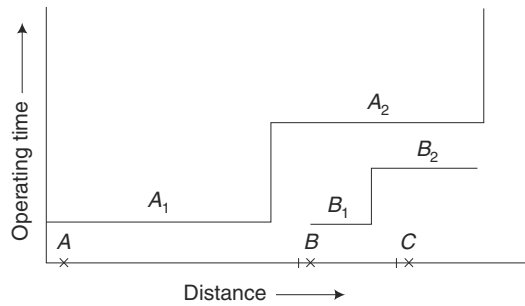 A₂
B₂
A₁
B₁
A
B
C
Operating time
Distance